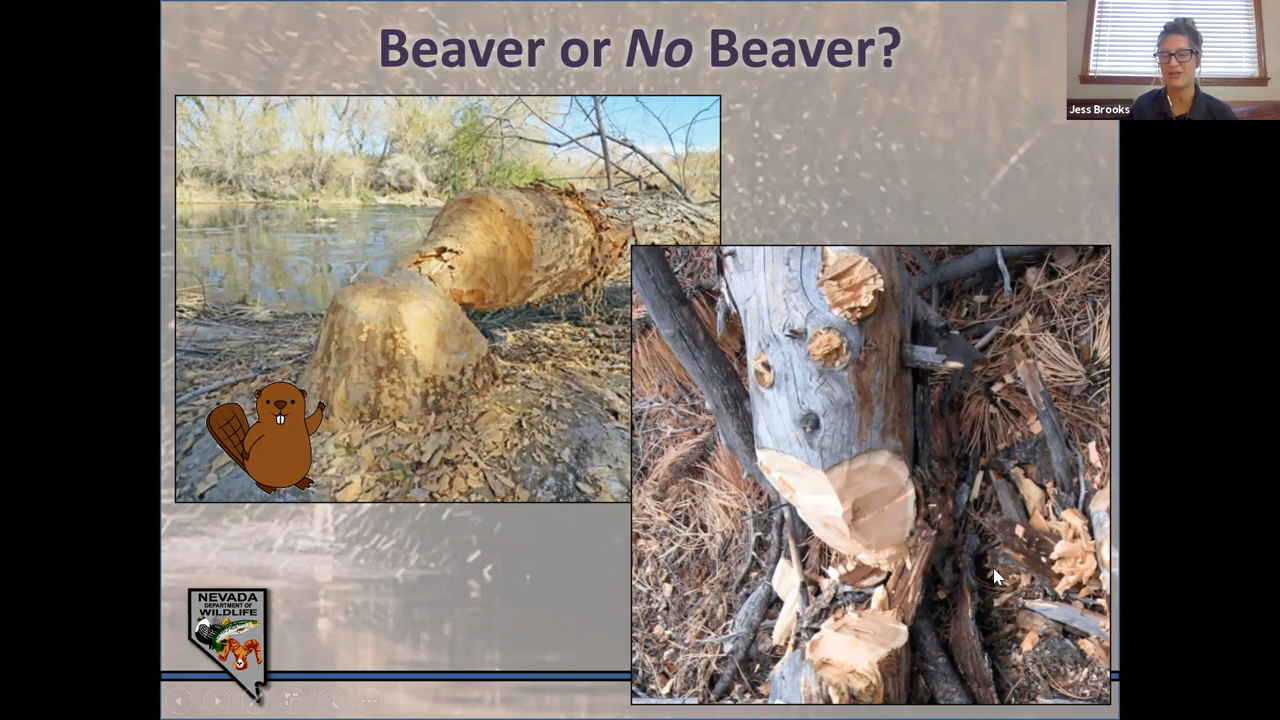 Beaver or No Beaver?
Jess Brooks
NEVADA
DEPARTMENT OF
WILDLIFE